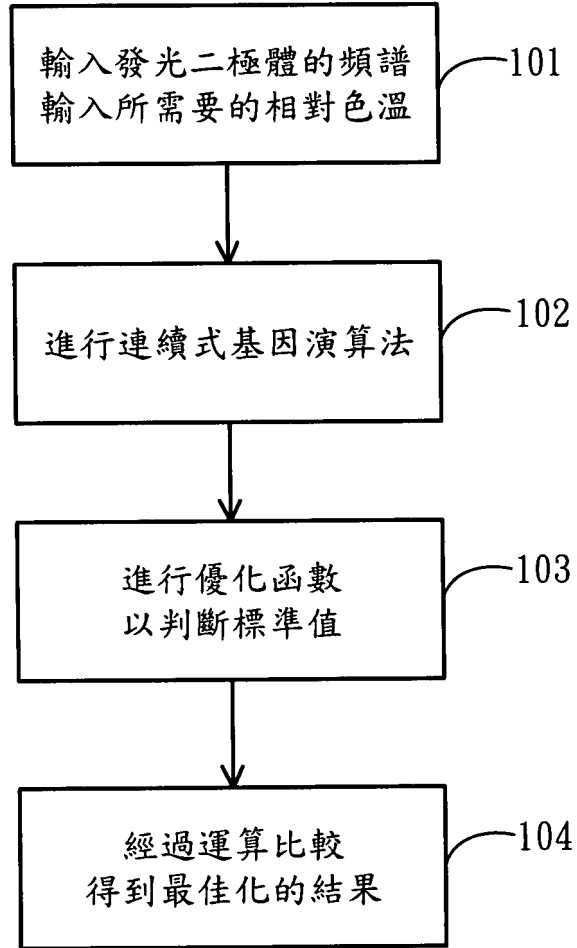 輸入發光二極體的頻譜
輸入所需要的相對色溫
101
進行連續式基因演算法
102
進行優化函數
以判斷標準值
103
經過運算比較
得到最佳化的結果
104